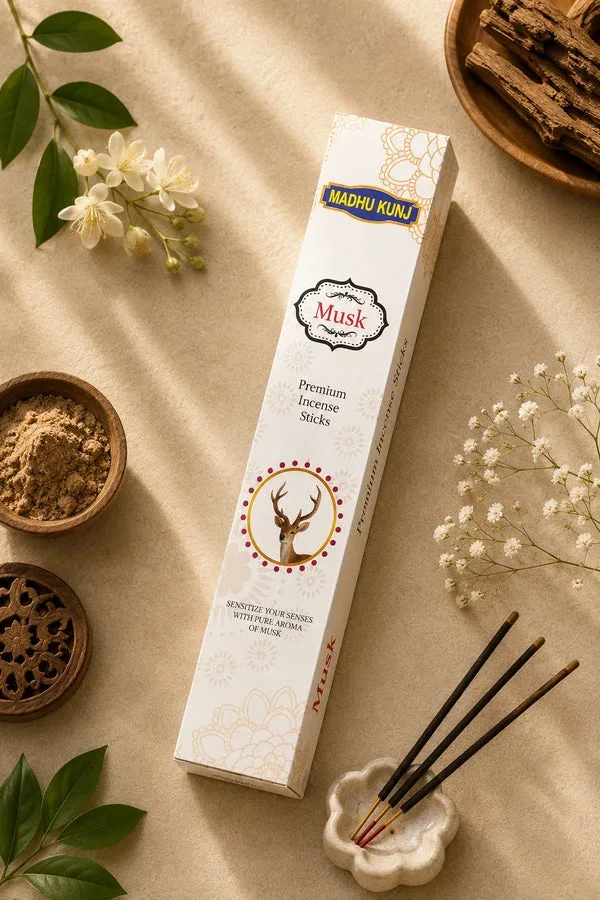 MADHU KUNJ
Musk
Premium
Incense
Sticks
SENSITIZE YOUR SENSES
WITH PURE AROMA
OF MUSK
Premium Incense Sticks
Musk